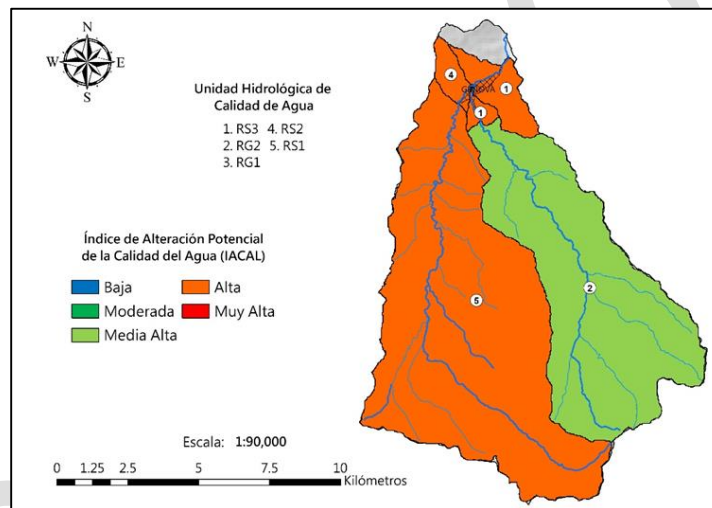 N
W E
S
Unidad Hidrológica de
Calidad de Agua
1. RS3 4. RS2
2. RG2 5. RS1
3. RG1
Índice de Alteración Potencial
de la Calidad del Agua (IACAL)
Baja Alta
Moderada Muy Alta
Media Alta
Escala: 1:90,000
0 1.25 2.5 5 7.5 10
Kilómetros
4
1
GÉNOVA
1
2
5